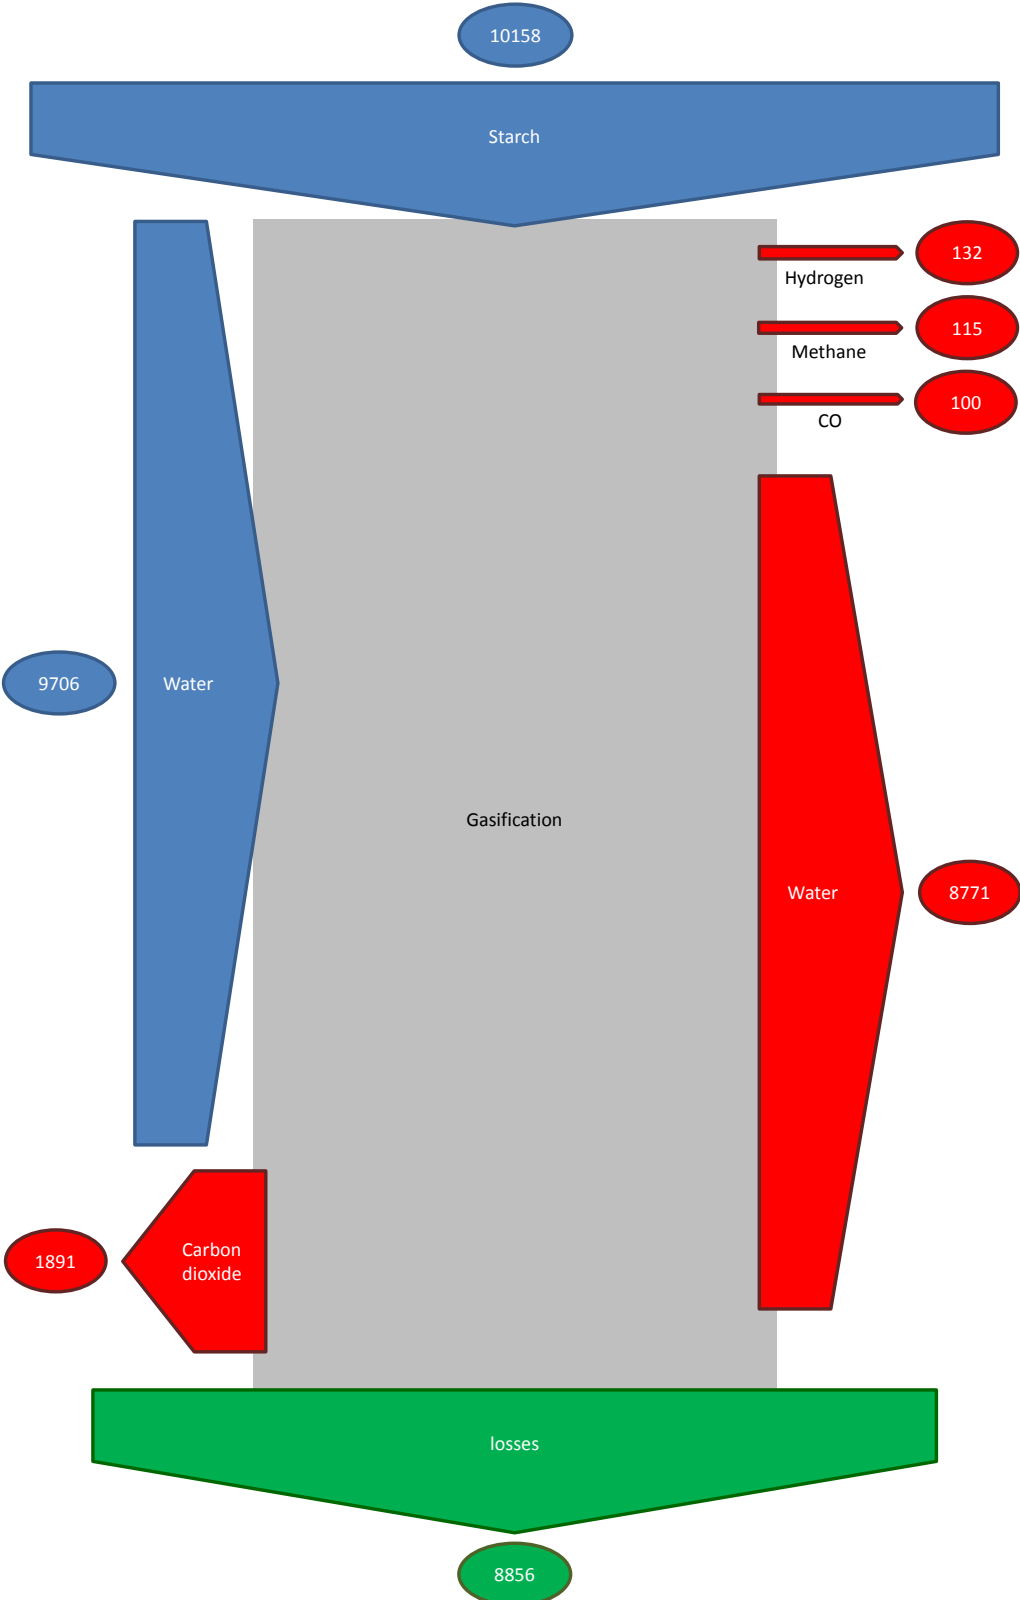 10158
Starch
132
Hydrogen
115
Methane
100
CO
9706
Water
Gasification
Water
8771
1891
Carbon
dioxide
losses
8856